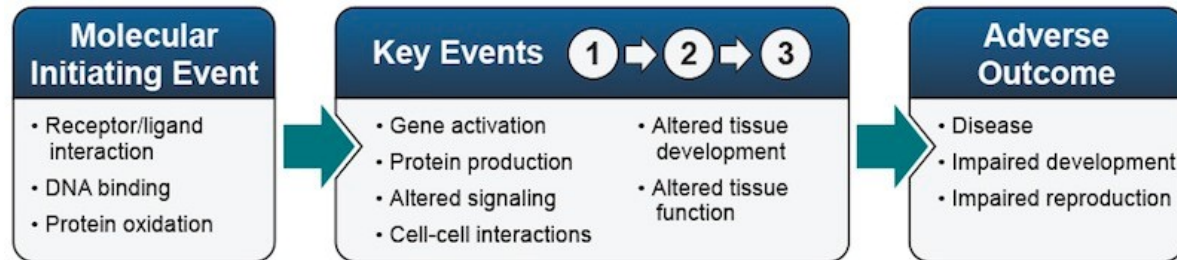 Molecular
Initiating Event
• Receptor/ligand
interaction
• DNA binding
• Protein oxidation
Key Events 1 2 3
• Gene activation
• Protein production
• Altered signaling
• Cell-cell interactions
• Altered tissue
development
• Altered tissue
function
Adverse
Outcome
• Disease
• Impaired development
• Impaired reproduction